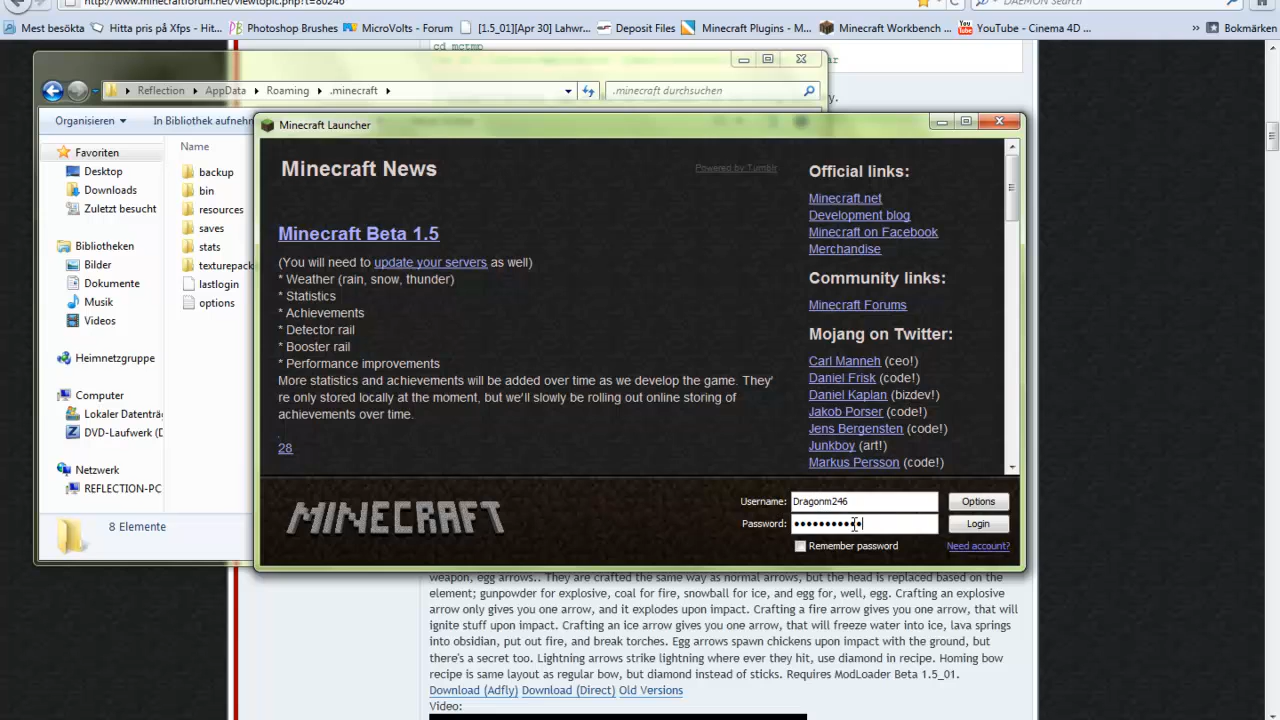 www.minecraftforum.net/viewtopic.php?t=80246
DAEMON Search
Mest besökta
Hitta pris på Xfps - Hit...
Photoshop Brushes
MicroVolts - Forum
[1.5_01][Apr 30] Lahwr...
Deposit Files
Minecraft Plugins - M...
Minecraft Workbench ...
YouTube - Cinema 4D ...
»
Bokmärken
cd mctmp
Reflection
AppData
Roaming
.minecraft
.minecraft durchsuchen
Organisieren
In Bibliothek aufnehm
Favoriten
Desktop
Downloads
Zuletzt besucht
Bibliotheken
Bilder
Dokumente
Musik
Videos
Heimnetzgruppe
Computer
Lokaler Datenträ
DVD-Laufwerk (D
Netzwerk
REFLECTION-PC
Name
backup
bin
resources
saves
stats
texturepack
lastlogin
options
8 Elemente
Minecraft Launcher
Minecraft News
Powered by Tumblr
Minecraft Beta 1.5
(You will need to update your servers as well)
* Weather (rain, snow, thunder)
* Statistics
* Achievements
* Detector rail
* Booster rail
* Performance improvements
More statistics and achievements will be added over time as we develop the game. They'
re only stored locally at the moment, but we'll slowly be rolling out online storing of
achievements over time.
28
Official links:
Minecraft.net
Development blog
Minecraft on Facebook
Merchandise
Community links:
Minecraft Forums
Mojang on Twitter:
Carl Manneh (ceo!)
Daniel Frisk (code!)
Daniel Kaplan (bizdev!)
Jakob Porser (code!)
Jens Bergensten (code!)
Junkboy (art!)
Markus Persson (code!)
MINECRAFT
Username: Dragonm246 Options
Password: Login
Remember password Need account?
weapon, egg arrows.. They are crafted the same way as normal arrows, but the head is replaced based on the
element; gunpowder for explosive, coal for fire, snowball for ice, and egg for, well, egg. Crafting an explosive
arrow only gives you one arrow, and it explodes upon impact. Crafting a fire arrow gives you one arrow, that will
ignite stuff upon impact. Crafting an ice arrow gives you one arrow, that will freeze water into ice, lava springs
into obsidian, put out fire, and break torches. Egg arrows spawn chickens upon impact with the ground, but
there's a secret too. Lightning arrows strike lightning where ever they hit, use diamond in recipe. Homing bow
recipe is same layout as regular bow, but diamond instead of sticks. Requires ModLoader Beta 1.5_01.
Download (Adfly) Download (Direct) Old Versions
Video: